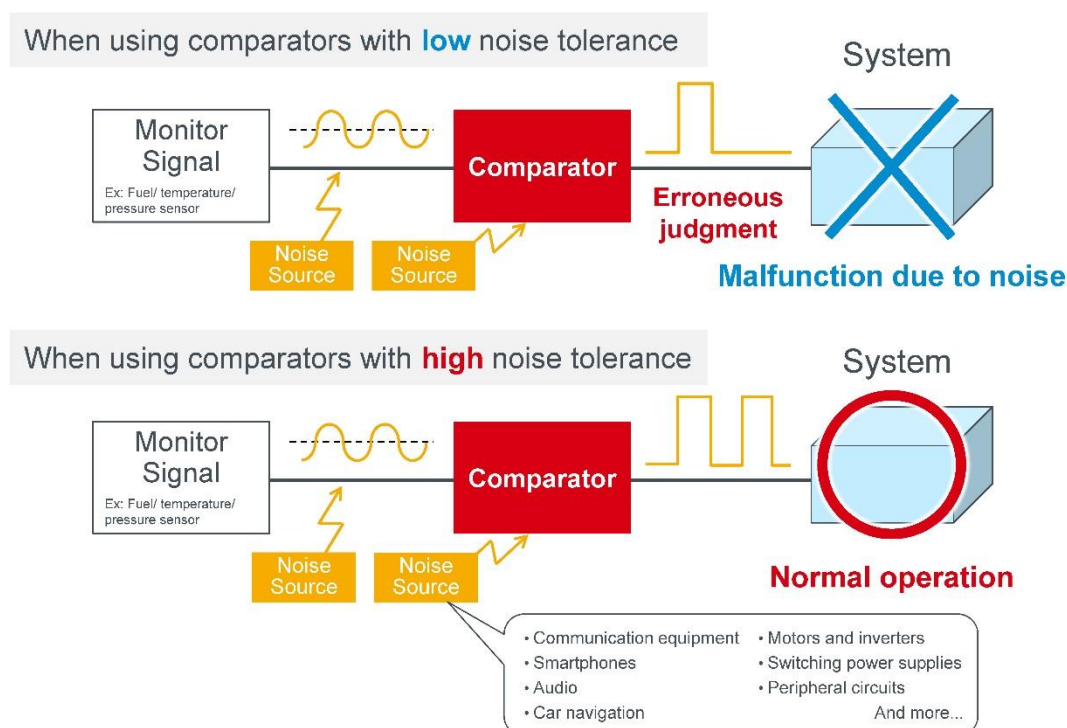 When using comparators with low noise tolerance
System
Monitor
Signal
Ex: Fuel/ temperature/
pressure sensor
Comparator
Erroneous
judgment
Noise
Source
Noise
Source
Malfunction due to noise
When using comparators with high noise tolerance
System
Monitor
Signal
Ex: Fuel/ temperature/
pressure sensor
Comparator
Noise
Source
Noise
Source
Normal operation
• Communication equipment
• Smartphones
• Audio
• Car navigation
• Motors and inverters
• Switching power supplies
• Peripheral circuits
And more...